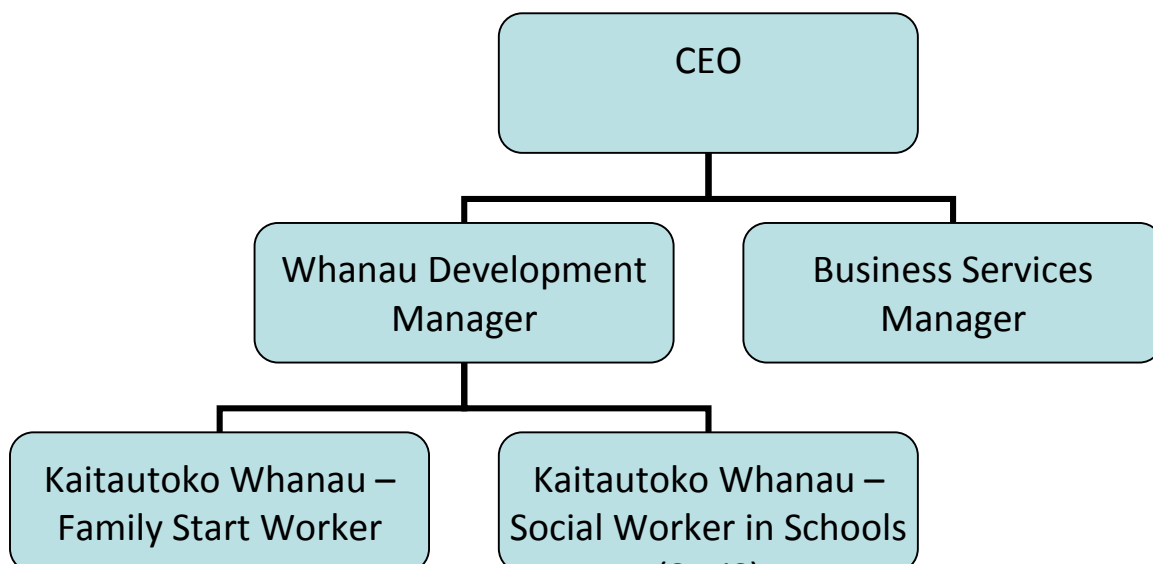 CEO
Whanau Development
Manager
Business Services
Manager
Kaitautoko Whanau –
Family Start Worker
Kaitautoko Whanau –
Social Worker in Schools